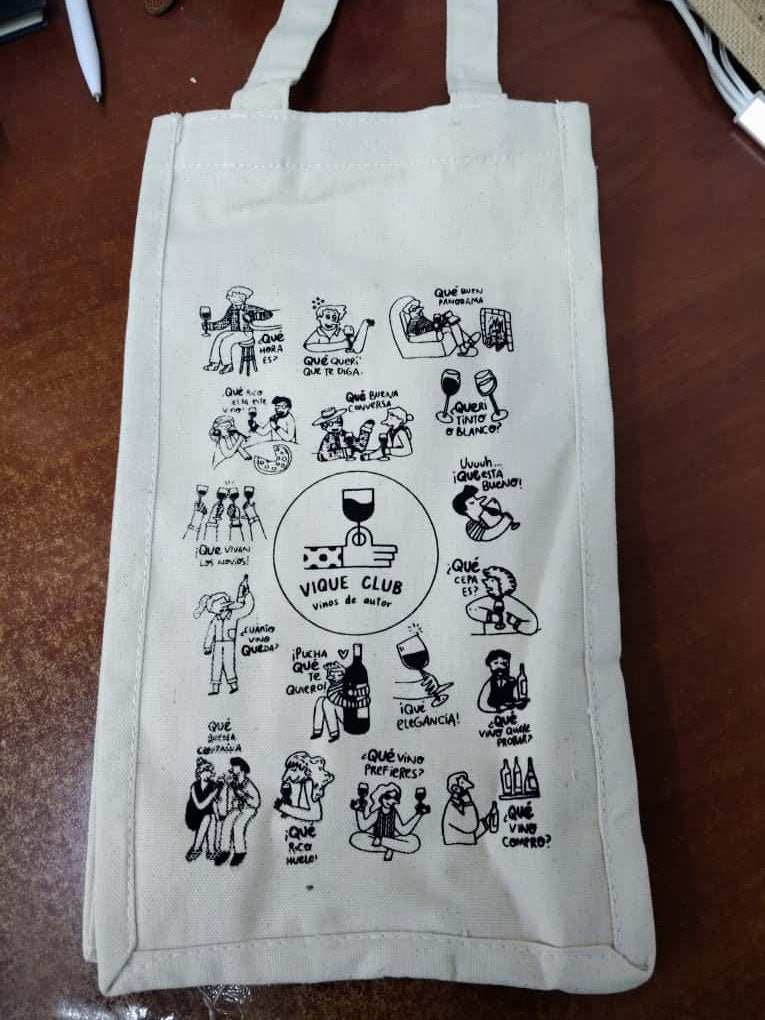 ¿QUÉ
HORA
ES?
QUÉ QUERÍ
QUE TE DIGA.
QUÉ BUEN
PANORAMA
¡QUÉ RICO
ESTÁ ESTE
VINO!
QUÉ BUENA
CONVERSA
¿QUERÍ
TINTO
O BLANCO?
Uuuuh...
¡QUE ESTA
BUENO!
¡QUE VIVAN
LOS NOVIOS!
VIQUE CLUB
vinos de autor
¿QUÉ
CEPA
ES?
¿CUÁNTO
VINO
QUEDA?
¡PUCHA
QUÉ
TE
QUIERO!
¡QUÉ
ELEGANCIA!
¿QUÉ
VINO QUIERE
PROBAR?
QUÉ
BUENA
COMPAÑÍA
¡QUÉ
RICO
HUELE!
¿QUÉ VINO
PREFIERES?
¿QUÉ
VINO
COMPRO?